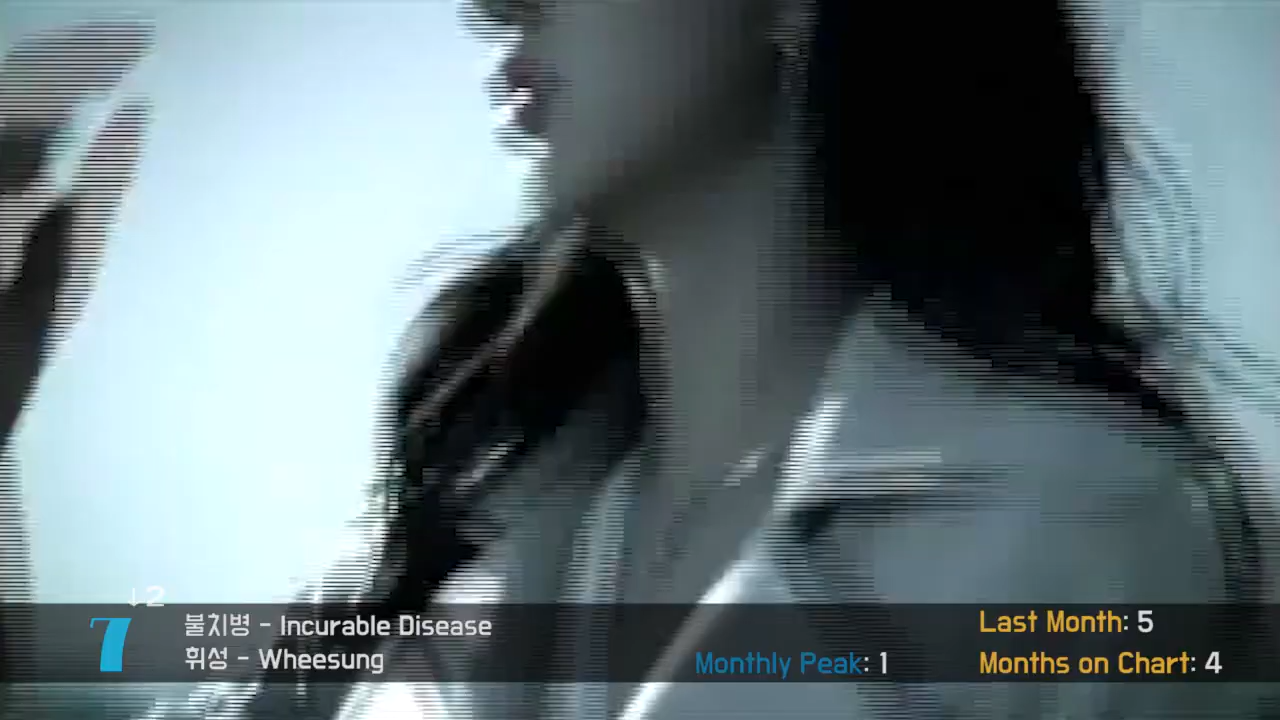 ↓2
7
불치병 - Incurable Disease
휘성 - Wheesung
Monthly Peak: 1
Last Month: 5
Months on Chart: 4